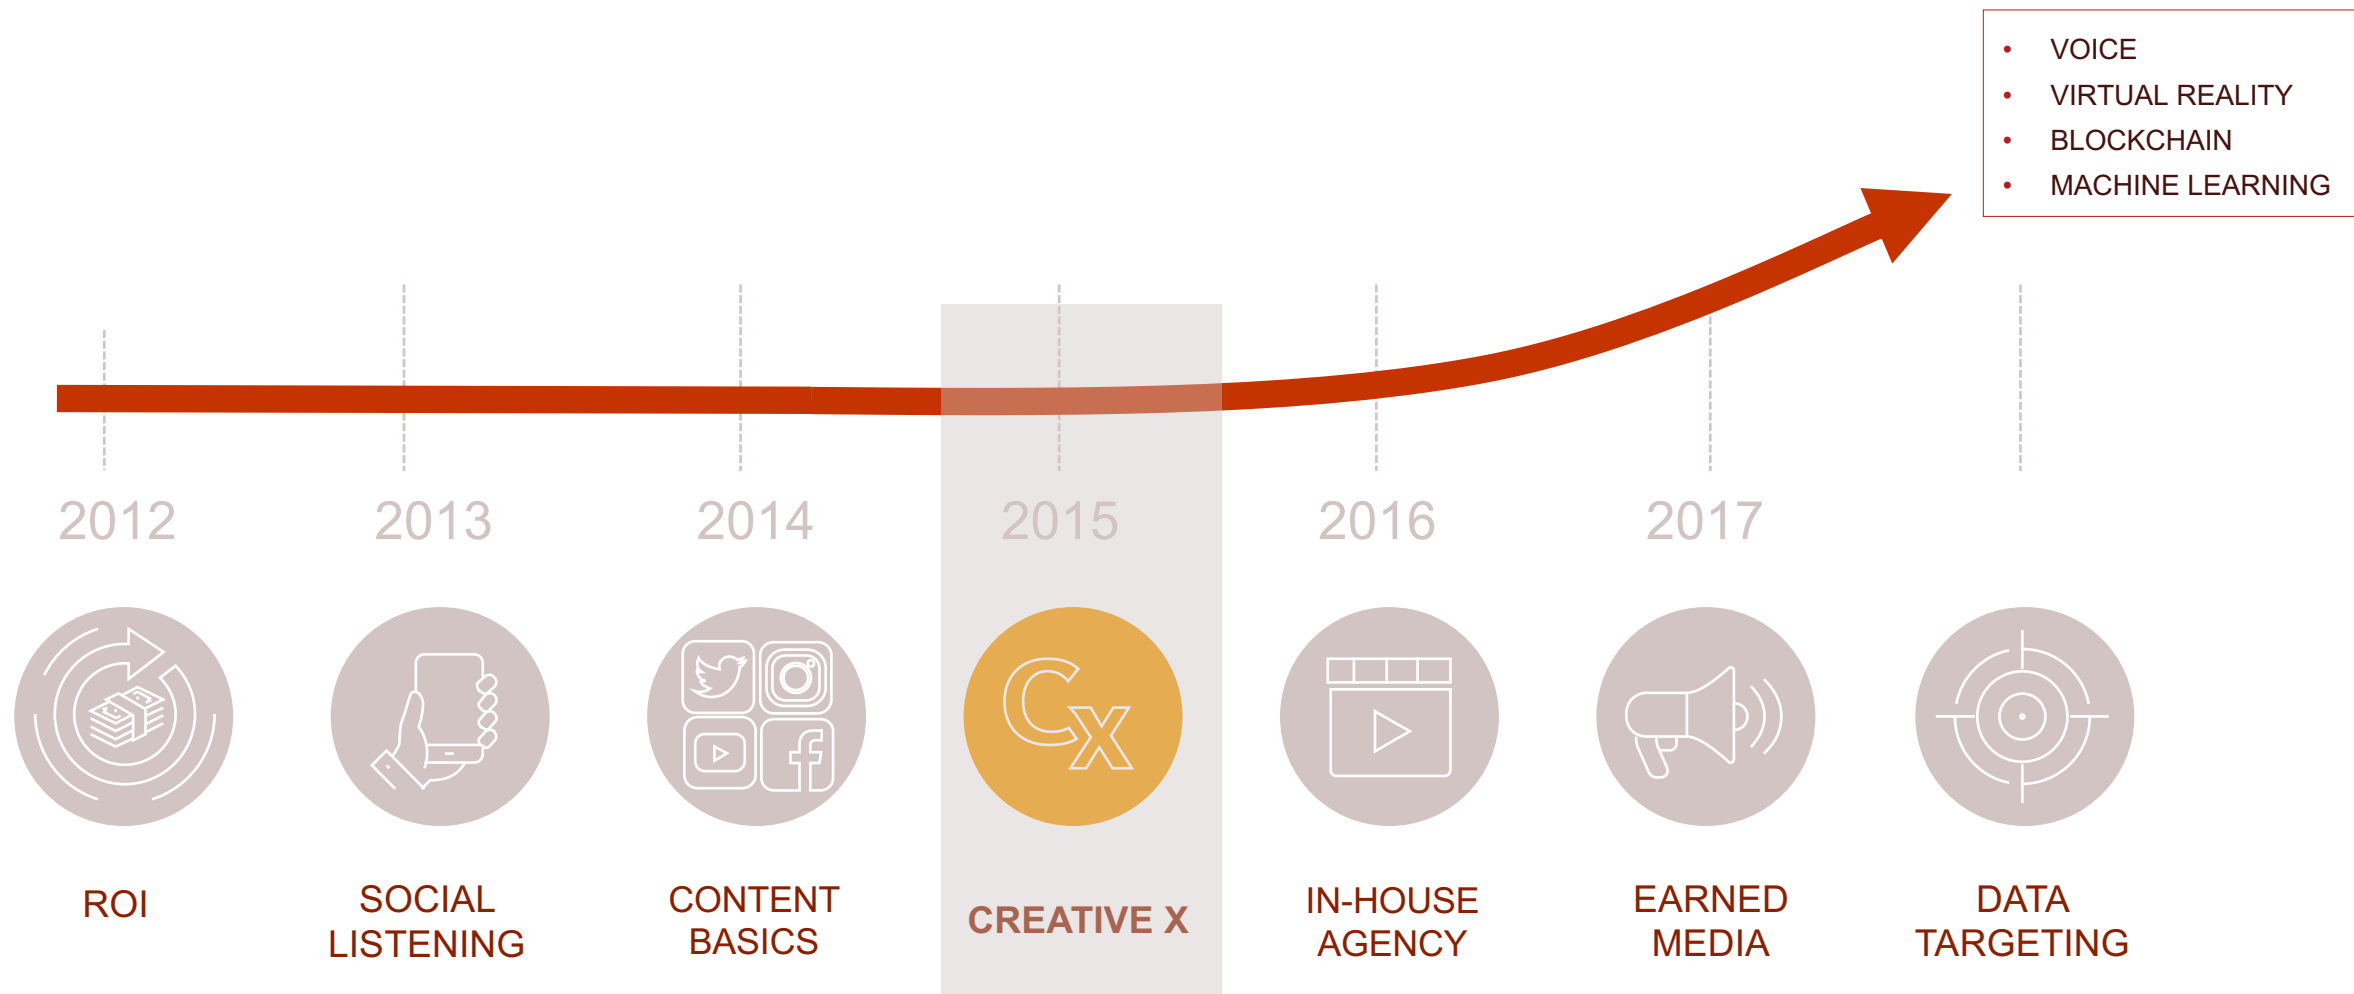 • VOICE
• VIRTUAL REALITY
• BLOCKCHAIN
• MACHINE LEARNING
2012
2013
2014
2015
2016
2017
Cx
ROI
SOCIAL
LISTENING
CONTENT
BASICS
CREATIVE X
IN-HOUSE
AGENCY
EARNED
MEDIA
DATA
TARGETING